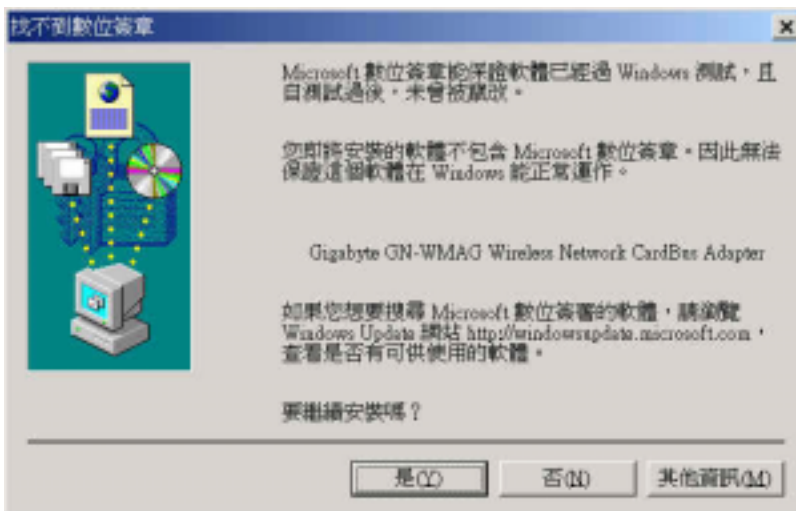 找不到數位簽章
Microsoft 數位簽章能保證軟體已經過 Windows 測試，且
自測試過後，未曾被竄改。
您即將安裝的軟體不包含 Microsoft 數位簽章。因此無法
保證這個軟體在 Windows 能正常運作。
Gigabyte GN-WMAG Wireless Network CardBus Adapter
如果您想要搜尋 Microsoft 數位簽署的軟體，請瀏覽
Windows Update 網站 http://windowsupdate.microsoft.com，
查看是否有可供使用的軟體。
要繼續安裝嗎？
是(Y) 否(N) 其他資訊(M)